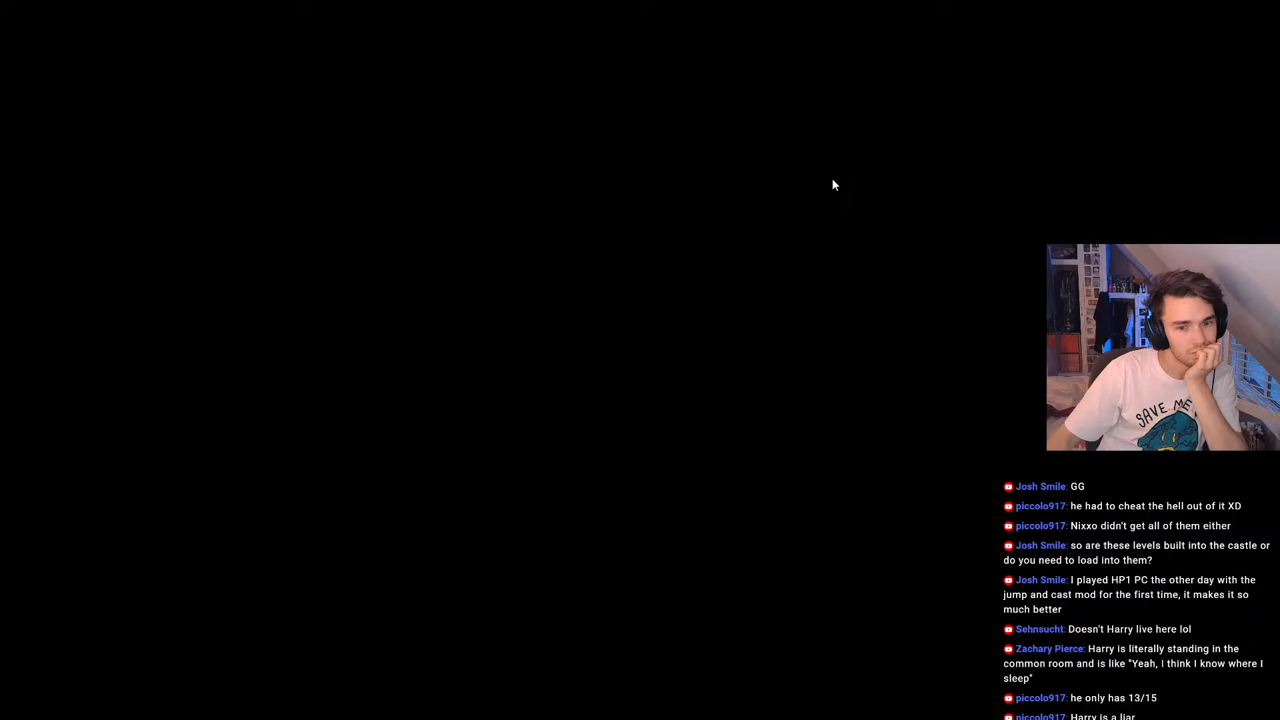 SAVE ME
Josh Smile: GG
piccolo917: he had to cheat the hell out of it XD
piccolo917: Nixxo didn't get all of them either
Josh Smile: so are these levels built into the castle or
do you need to load into them?
Josh Smile: I played HP1 PC the other day with the
jump and cast mod for the first time, it makes it so
much better
Sehnsucht: Doesn't Harry live here lol
Zachary Pierce: Harry is literally standing in the
common room and is like "Yeah, I think I know where I
sleep"
piccolo917: he only has 13/15
piccolo917: Harry is a liar